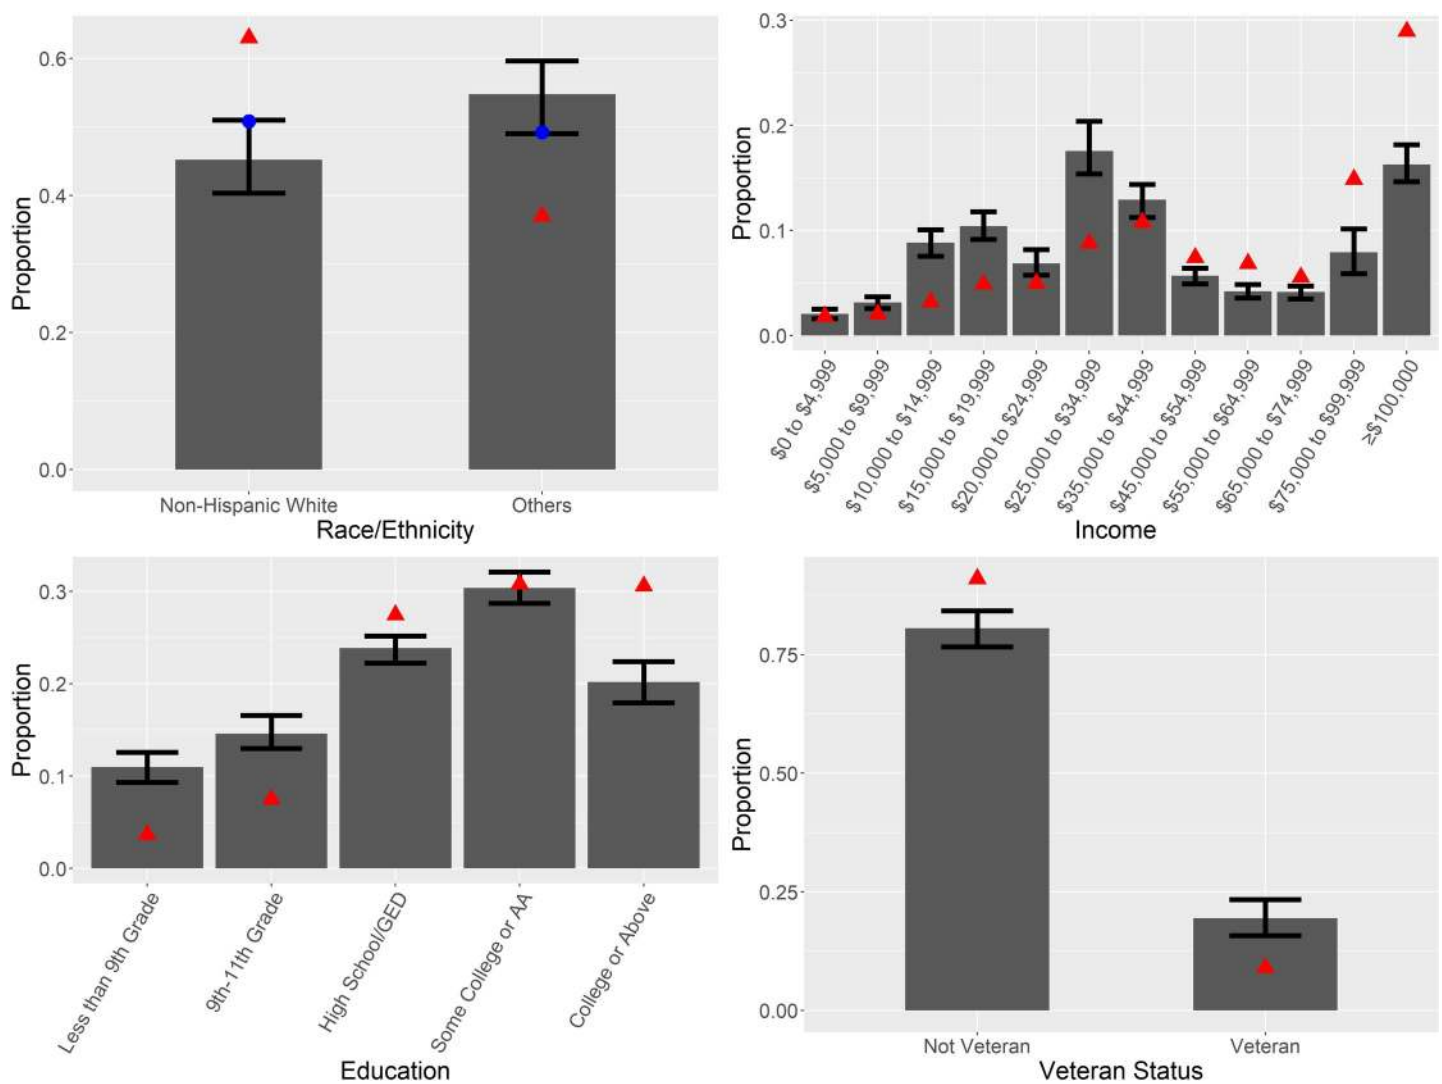 0.6
0.4
0.2
0.0
Proportion
Non-Hispanic White
Others
Race/Ethnicity
0.3
0.2
0.1
0.0
Proportion
$0 to $4,999
$5,000 to $9,999
$10,000 to $14,999
$15,000 to $19,999
$20,000 to $24,999
$25,000 to $34,999
$35,000 to $44,999
$45,000 to $54,999
$55,000 to $64,999
$65,000 to $74,999
$75,000 to $99,999
≥$100,000
Income
0.3
0.2
0.1
0.0
Proportion
Less than 9th Grade
9th-11th Grade
High School/GED
Some College or AA
College or Above
Education
0.75
0.50
0.25
0.00
Proportion
Not Veteran
Veteran
Veteran Status